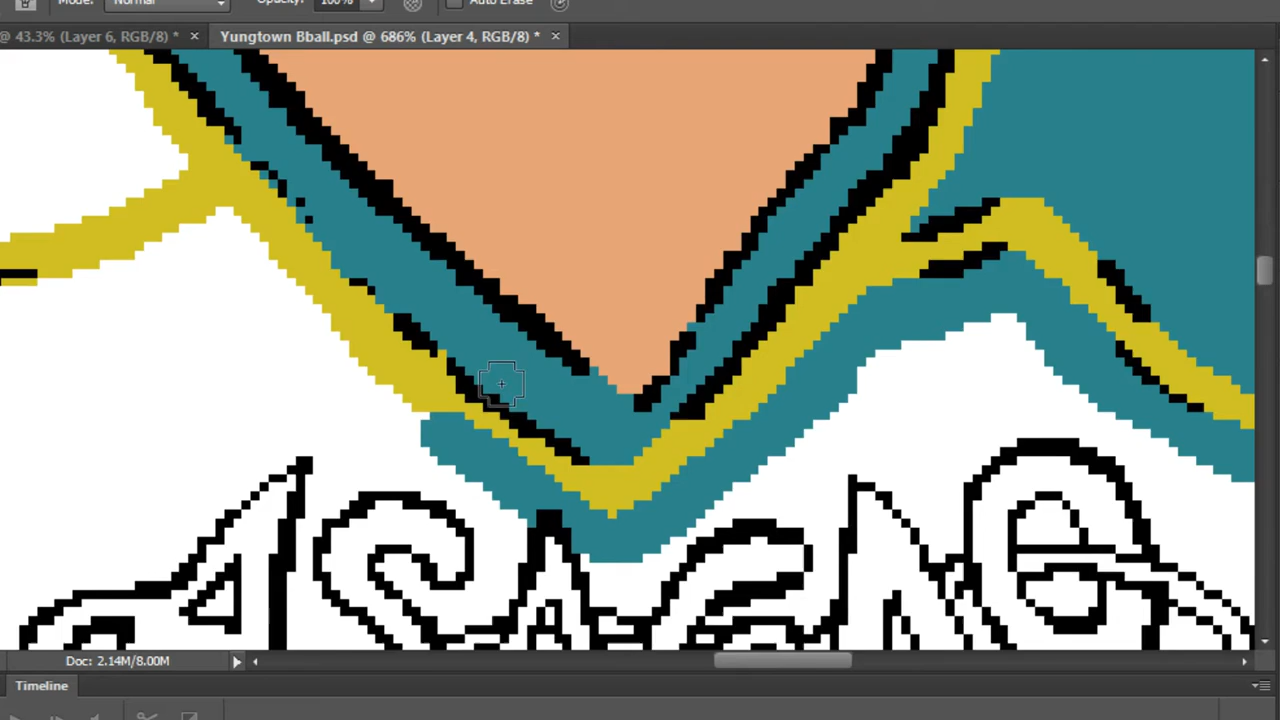 Mode: Normal Opacity: 100% Auto Erase
@ 43.3% (Layer 6, RGB/8) * × Yungtown Bball.psd @ 686% (Layer 4, RGB/8) * ×
Doc: 2.14M/8.00M
Timeline